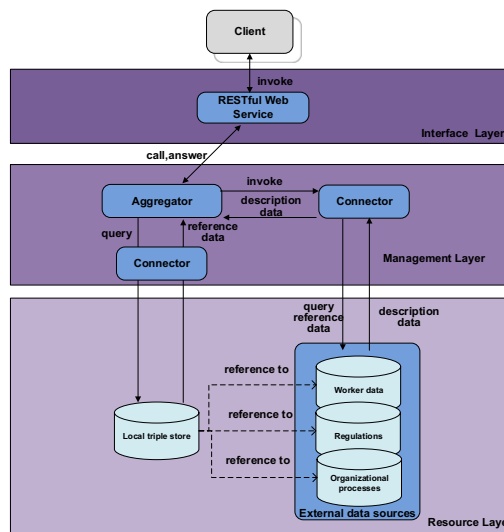 Client
invoke
RESTful Web
Service
Interface Layer
call,answer
invoke
Aggregator
Connector
description
data
query
reference
data
Connector
Management Layer
query
reference
data
description
data
reference to
Worker data
reference to
Local triple store
Regulations
reference to
Organizational
processes
External data sources
Resource Laye